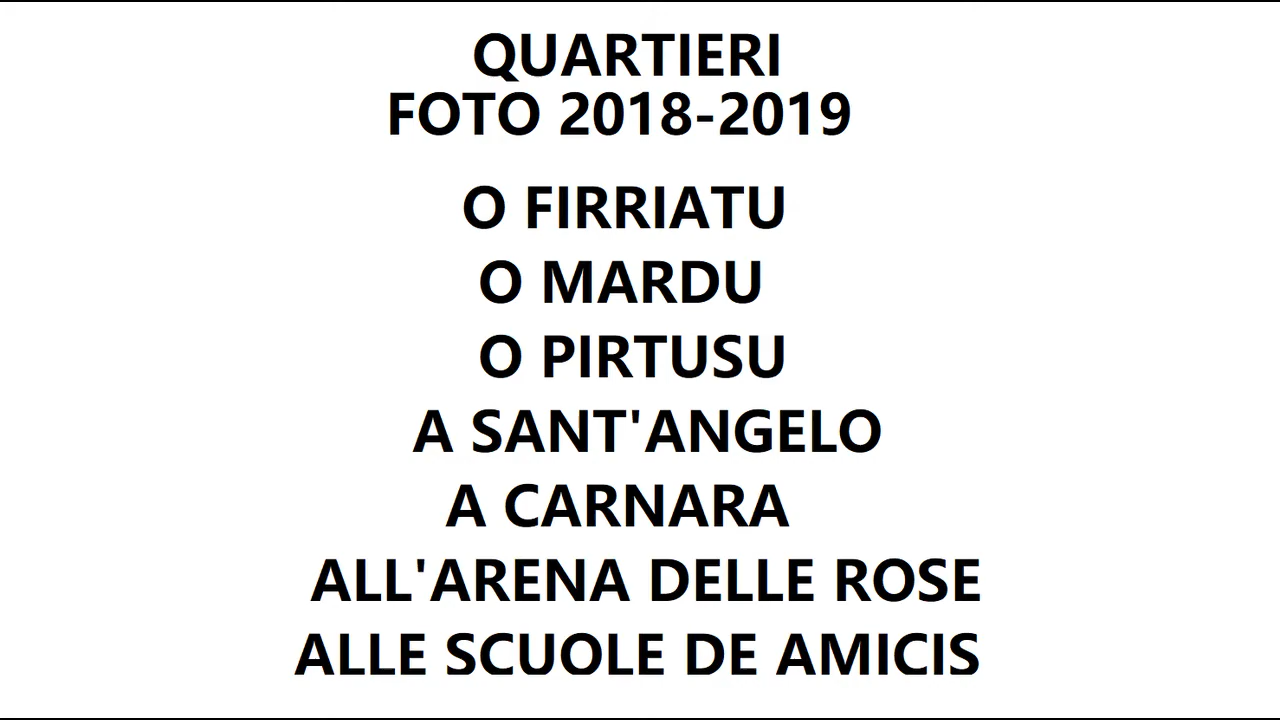 QUARTIERI
FOTO 2018-2019
O FIRRIATU
O MARDU
O PIRTUSU
A SANT'ANGELO
A CARNARA
ALL'ARENA DELLE ROSE
ALLE SCUOLE DE AMICIS